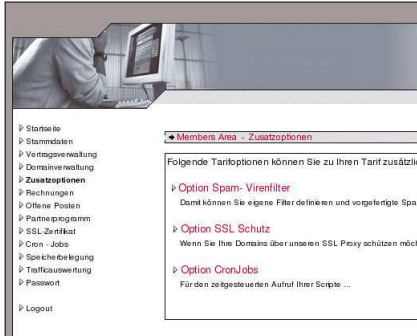 Startseite
Stammdaten
Vertragsverwaltung
Domainverwaltung
Zusatzoptionen
Rechnungen
Offene Posten
Partnerprogramm
SSL-Zertifikat
Cron - Jobs
Speicherbelegung
Trafficauswertung
Passwort
Logout
Members Area - Zusatzoptionen
Folgende Tarifoptionen können Sie zu Ihren Tarif zusätzlic
Option Spam- Virenfilter
Damit können Sie eigene Filter definieren und vorgefertigte Spa
Option SSL Schutz
Wenn Sie Ihre Domains über unseren SSL Proxy schützen möch
Option CronJobs
Für den zeitgesteuerten Aufruf Ihrer Scripte ...